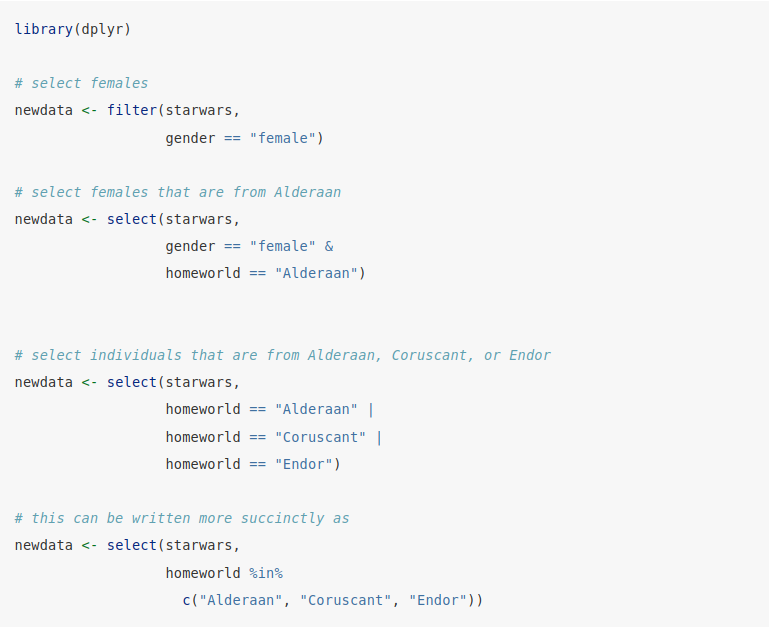 library(dplyr)
# select females
newdata <- filter(starwars,
                  gender == "female")
# select females that are from Alderaan
newdata <- select(starwars,
                  gender == "female" &
                  homeworld == "Alderaan")
# select individuals that are from Alderaan, Coruscant, or Endor
newdata <- select(starwars,
                  homeworld == "Alderaan" |
                  homeworld == "Coruscant" |
                  homeworld == "Endor")
# this can be written more succinctly as
newdata <- select(starwars,
                  homeworld %in%
                    c("Alderaan", "Coruscant", "Endor"))